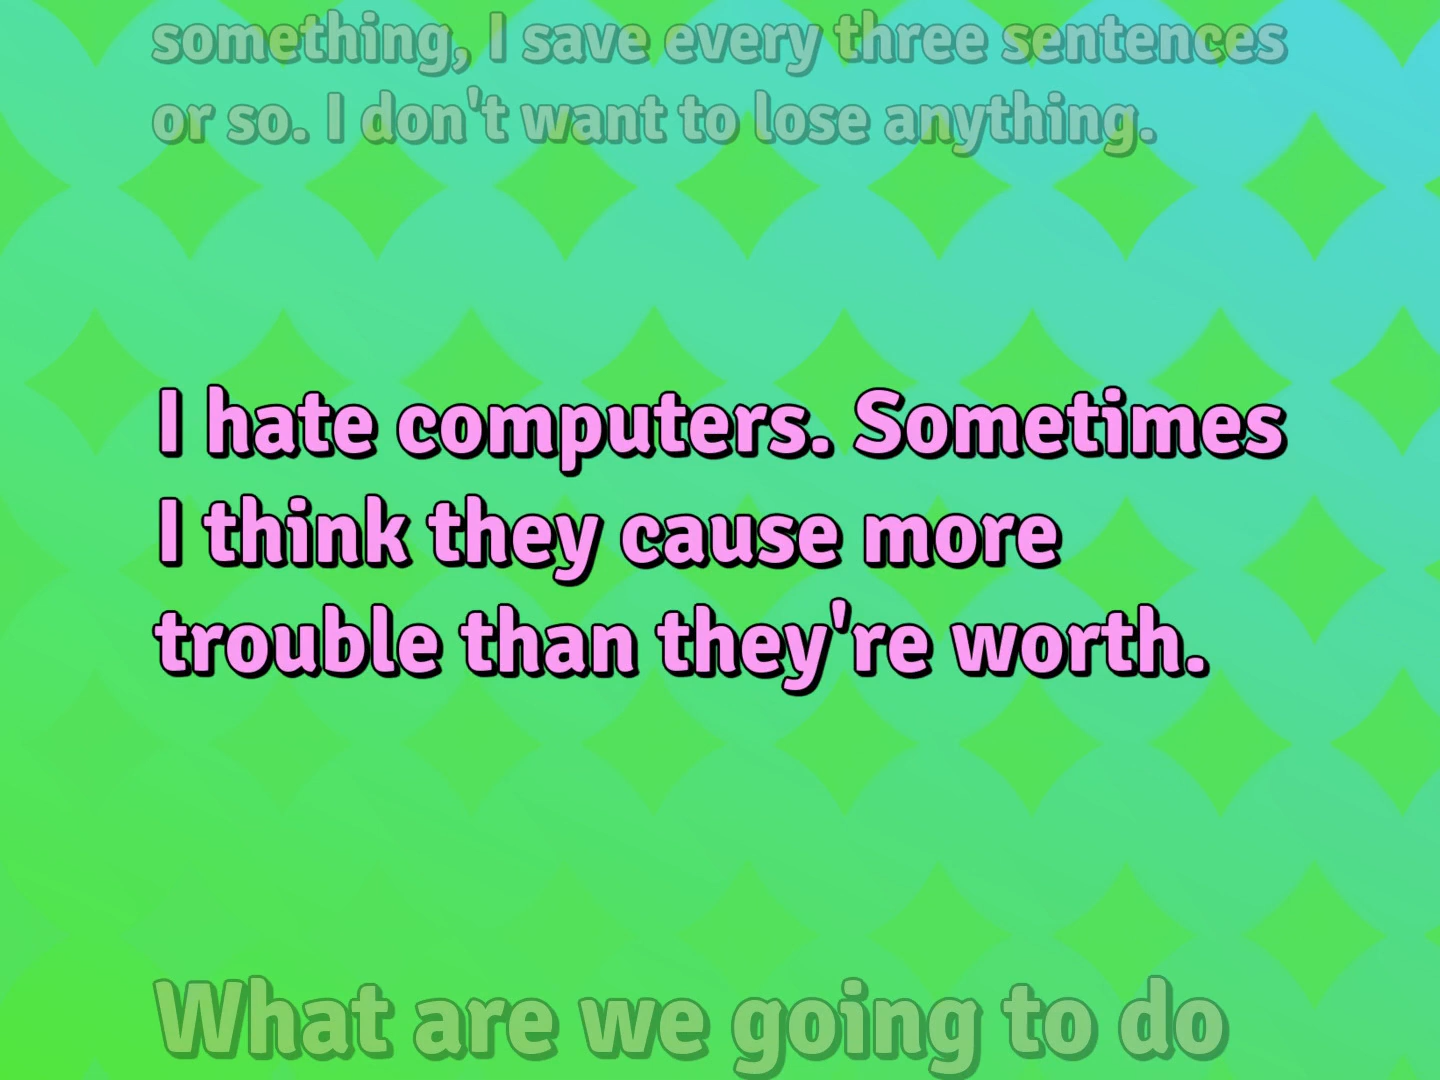 something, I save every three sentences
or so. I don't want to lose anything.
I hate computers. Sometimes
I think they cause more
trouble than they're worth.
What are we going to do